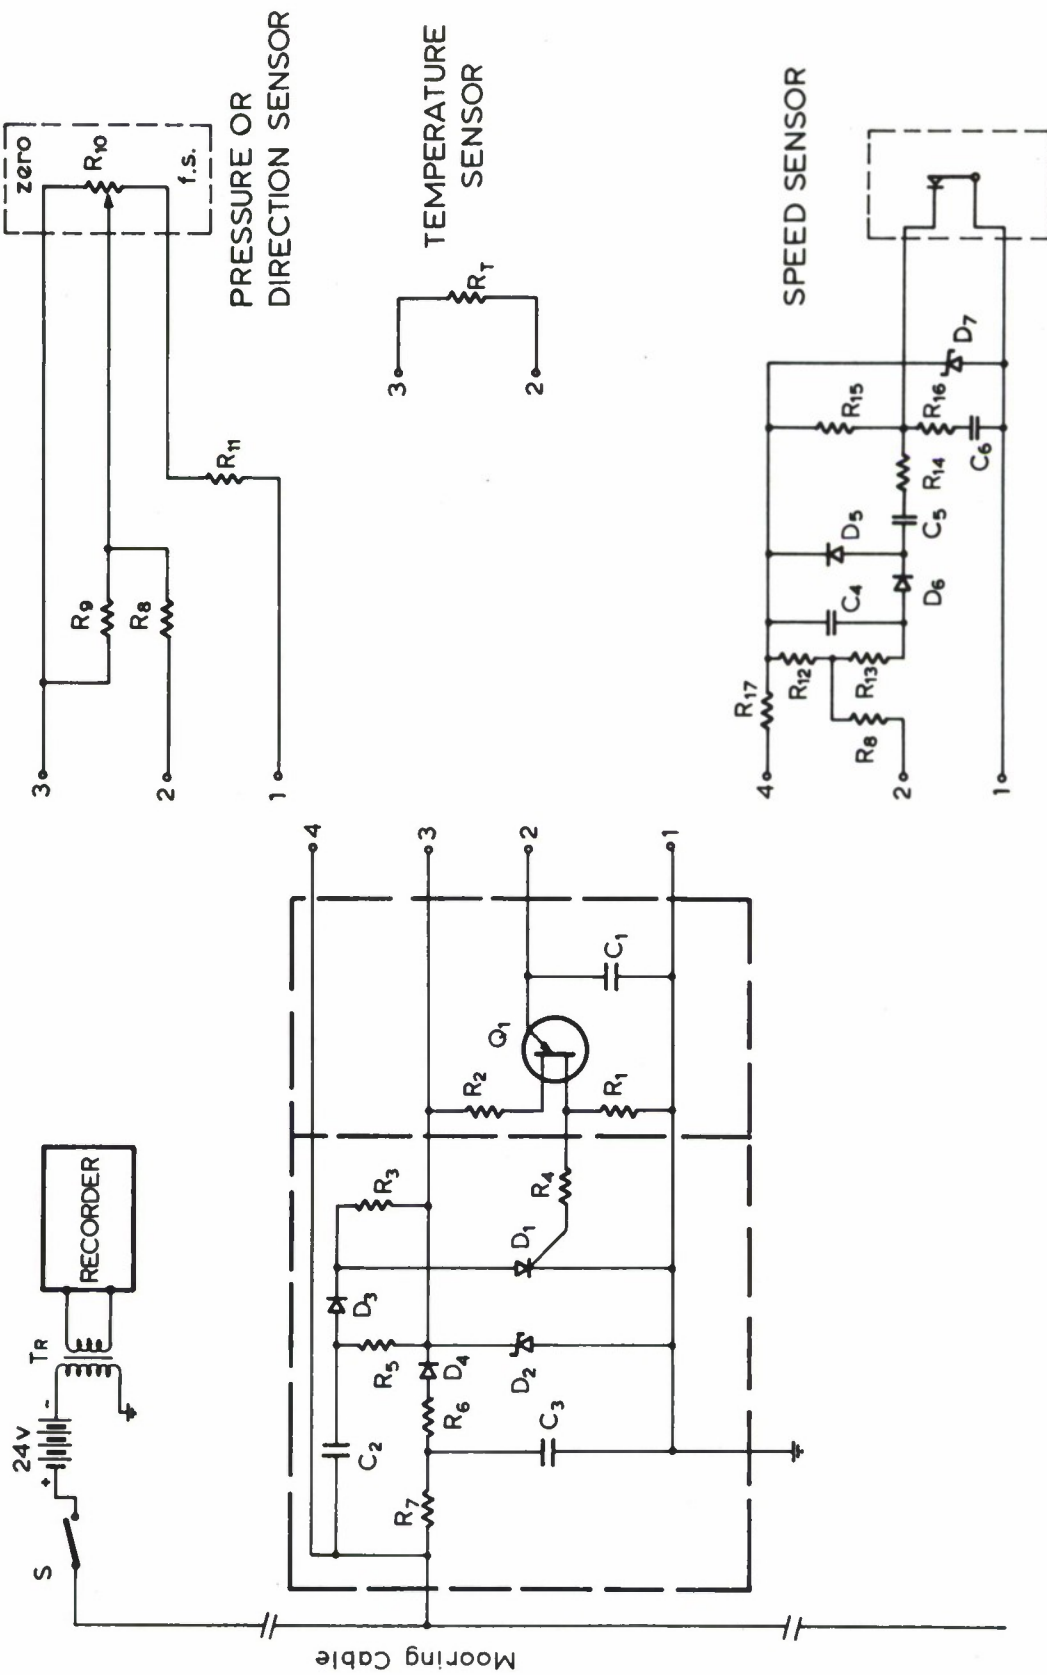 zero
R10
f.s.
PRESSURE OR
DIRECTION SENSOR
R9
R8
R11
3
2
1
TEMPERATURE
SENSOR
RT
3
2
SPEED SENSOR
R17
R12
R13
R8
C4
D5
D6
C5
R14
R15
R16
C6
D7
4
2
1
RECORDER
TR
24v
+
-
S
Mooring Cable
4
3
2
1
C2
R7
R6
C3
R5
D4
D2
D3
R3
D1
R4
R2
Q1
R1
C1